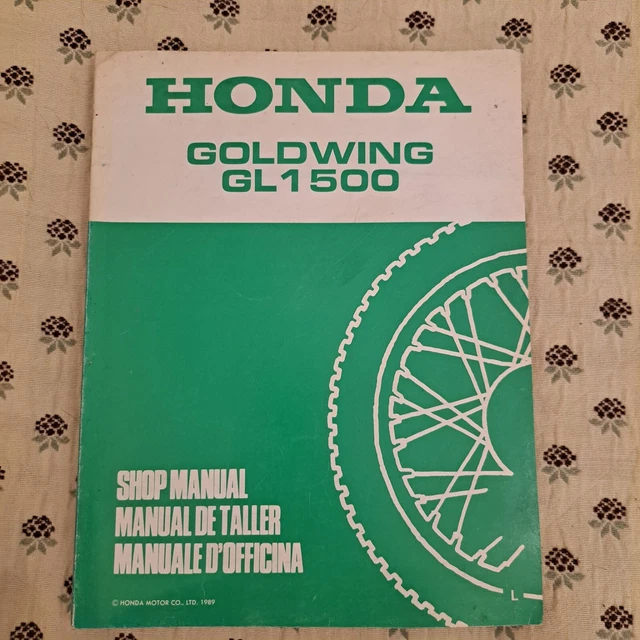 HONDA
GOLDWING
GL1500
SHOP MANUAL
MANUAL DE TALLER
MANUALE D'OFFICINA
© HONDA MOTOR CO., LTD. 1989
L